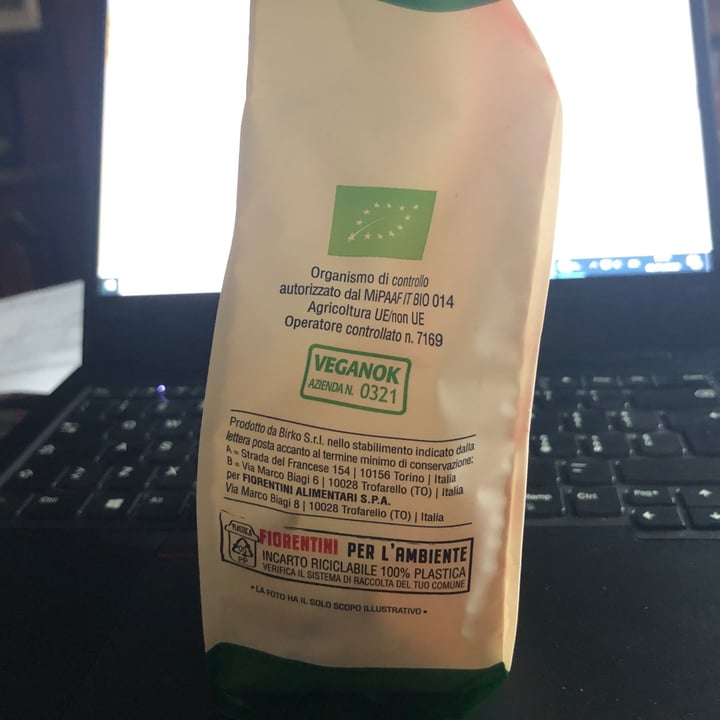 Organismo di controllo
autorizzato dal MiPAAF IT BIO 014
Agricoltura UE/non UE
Operatore controllato n. 7169
VEGANOK
AZIENDA N. 0321
Prodotto da Birko S.r.l. nello stabilimento indicato dalla
lettera posta accanto al termine minimo di conservazione:
A = Strada del Francese 154 | 10156 Torino | Italia
B = Via Marco Biagi 6 | 10028 Trofarello (TO) | Italia
per FIORENTINI ALIMENTARI S.P.A.
Via Marco Biagi 8 | 10028 Trofarello (TO) | Italia
PLASTICA
05
PP
FIORENTINI PER L'AMBIENTE
INCARTO RICICLABILE 100% PLASTICA
VERIFICA IL SISTEMA DI RACCOLTA DEL TUO COMUNE
• LA FOTO HA IL SOLO SCOPO ILLUSTRATIVO •